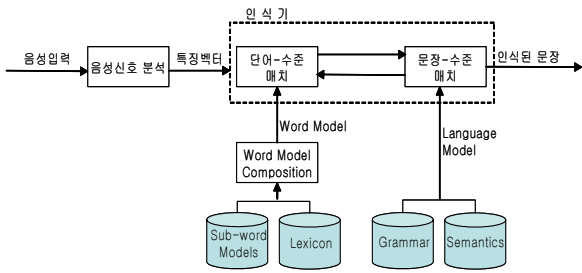 인 식 기
음성입력
음성신호 분석
특징벡터
단어-수준
매치
문장-수준
매치
인식된 문장
Word Model
Language
Model
Word Model
Composition
Sub-word
Models
Lexicon
Grammar
Semantics